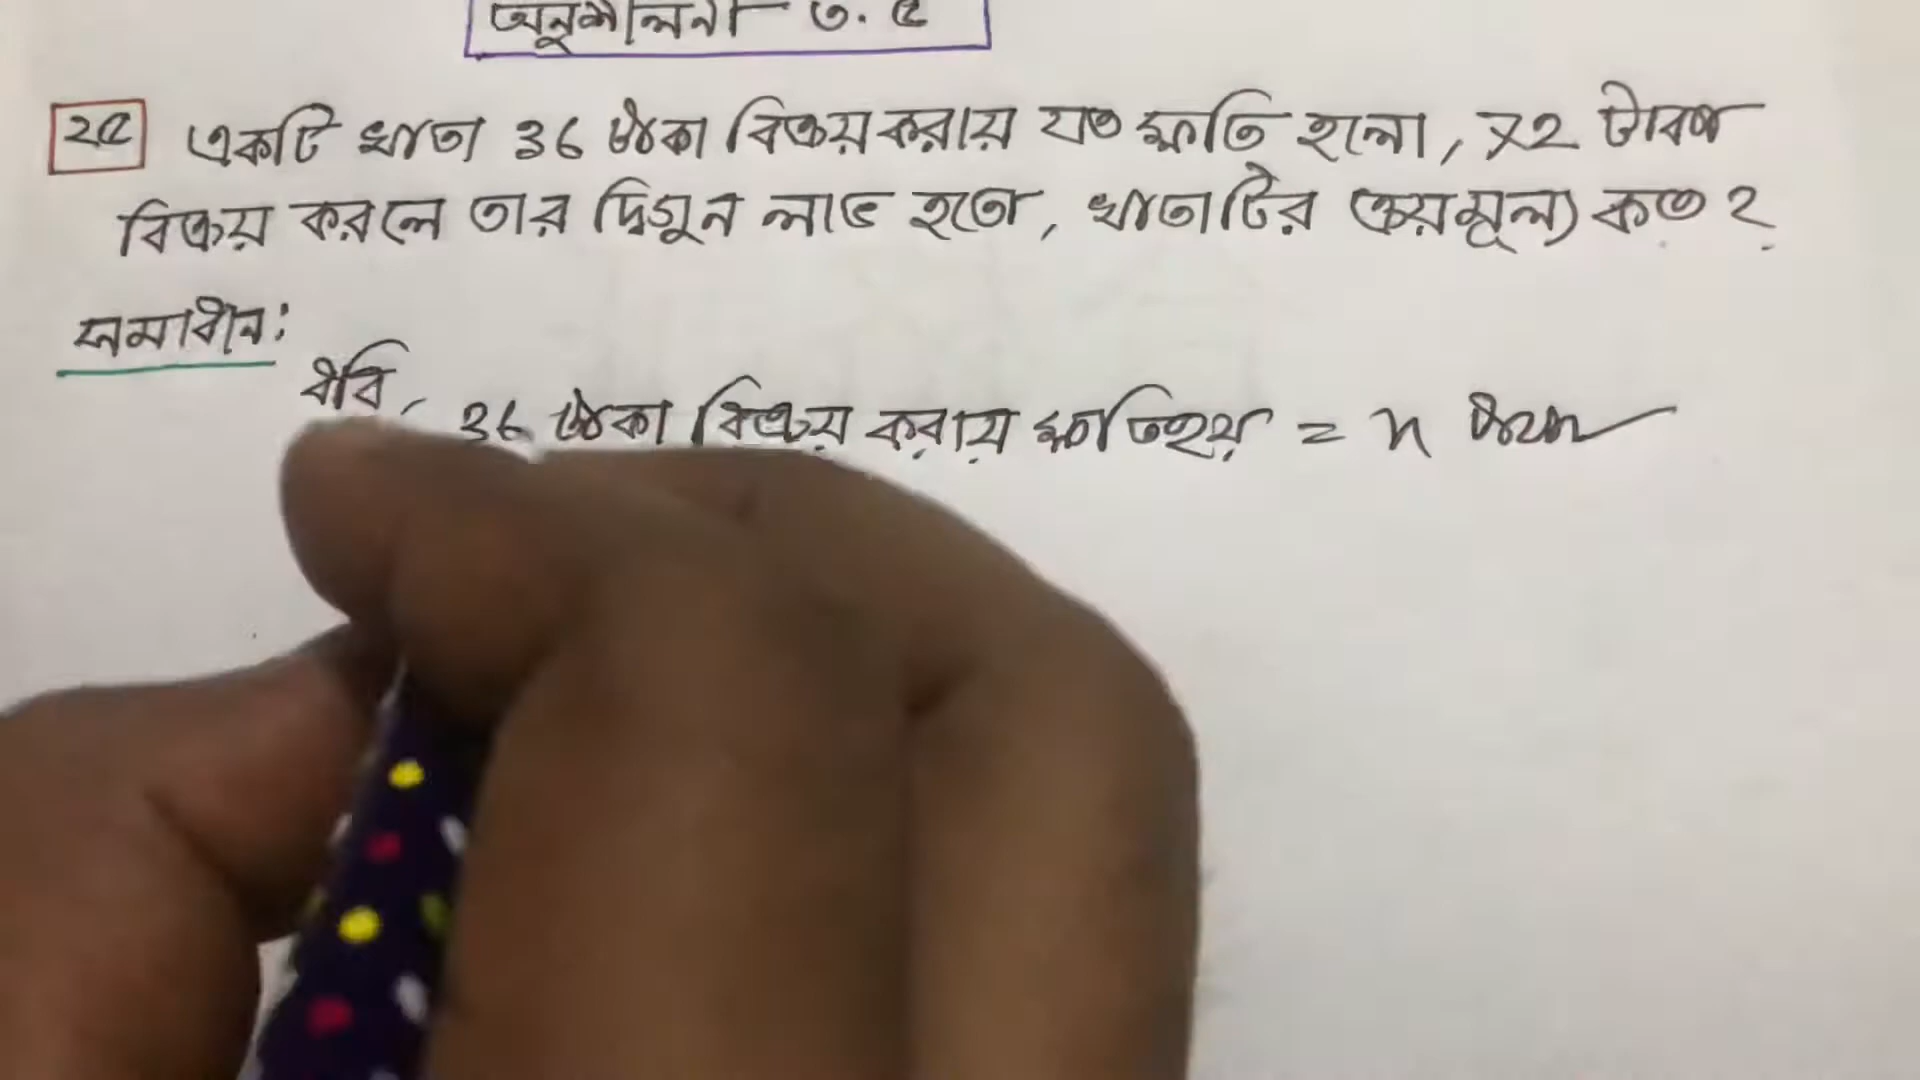 অনুশীলনী ৩.৫
২৫ একটি খাতা 36 টাকা বিক্রয় করায় যত ক্ষতি হলো, 72 টাকা
বিক্রয় করলে তার দ্বিগুন লাভ হতো, খাতাটির ক্রয়মূল্য কত?
সমাধান:
ধরি, 36 টাকা বিক্রয় করায় ক্ষতি হয় = x টাকা